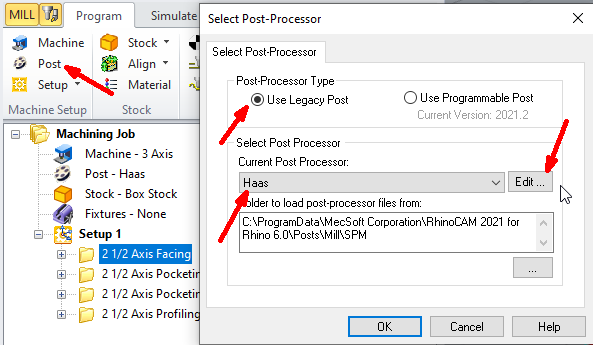 MILL Program Simulate
Machine Stock
Post Align
Setup Material
Machine Setup Stock
Machining Job
Machine - 3 Axis
Post - Haas
Stock - Box Stock
Fixtures - None
Setup 1
2 1/2 Axis Facing
2 1/2 Axis Pocketin
2 1/2 Axis Pocketin
2 1/2 Axis Profiling
Select Post-Processor
Select Post-Processor
Post-Processor Type
Use Legacy Post Use Programmable Post
Current Version: 2021.2
Select Post Processor
Current Post Processor:
Haas Edit ...
older to load post-processor files from:
C:\ProgramData\MecSoft Corporation\RhinoCAM 2021 for
Rhino 6.0\Posts\Mill\SPM
...
OK Cancel Help